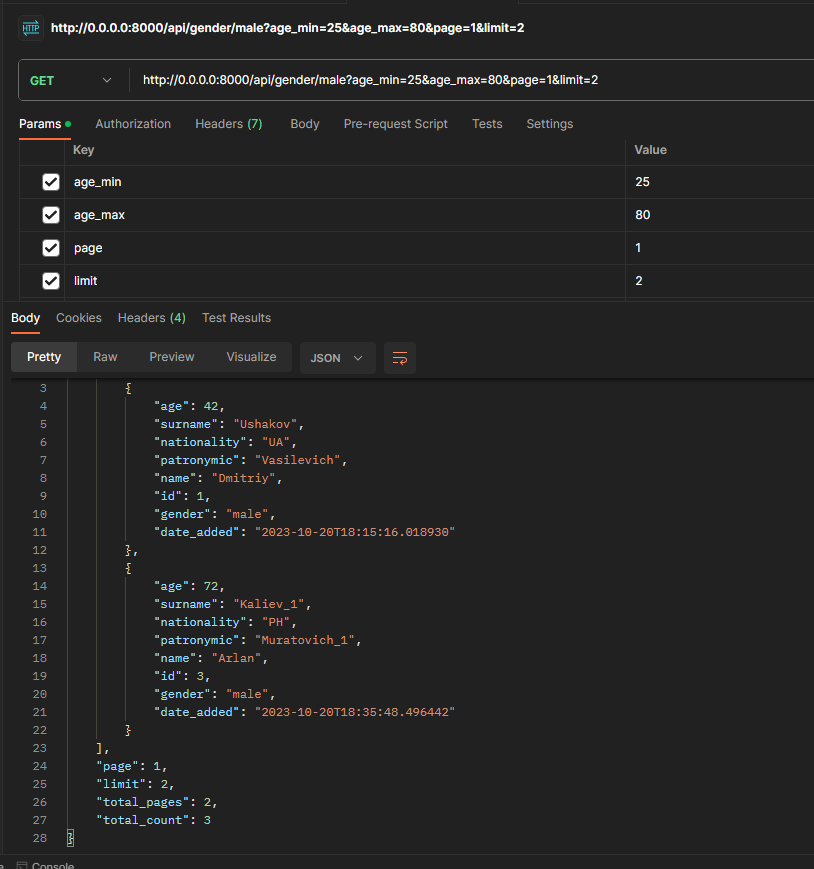 HTTP http://0.0.0.0:8000/api/gender/male?age_min=25&age_max=80&page=1&limit=2
GET http://0.0.0.0:8000/api/gender/male?age_min=25&age_max=80&page=1&limit=2
Params Authorization Headers (7) Body Pre-request Script Tests Settings
Key Value
age_min 25
age_max 80
page 1
limit 2
Body Cookies Headers (4) Test Results
Pretty Raw Preview Visualize JSON
3 {
4 "age": 42,
5 "surname": "Ushakov",
6 "nationality": "UA",
7 "patronymic": "Vasilevich",
8 "name": "Dmitriy",
9 "id": 1,
10 "gender": "male",
11 "date_added": "2023-10-20T18:15:16.018930"
12 },
13 {
14 "age": 72,
15 "surname": "Kaliev_1",
16 "nationality": "PH",
17 "patronymic": "Muratovich_1",
18 "name": "Arlan",
19 "id": 3,
20 "gender": "male",
21 "date_added": "2023-10-20T18:35:48.496442"
22 }
23 ],
24 "page": 1,
25 "limit": 2,
26 "total_pages": 2,
27 "total_count": 3
28 }
Console